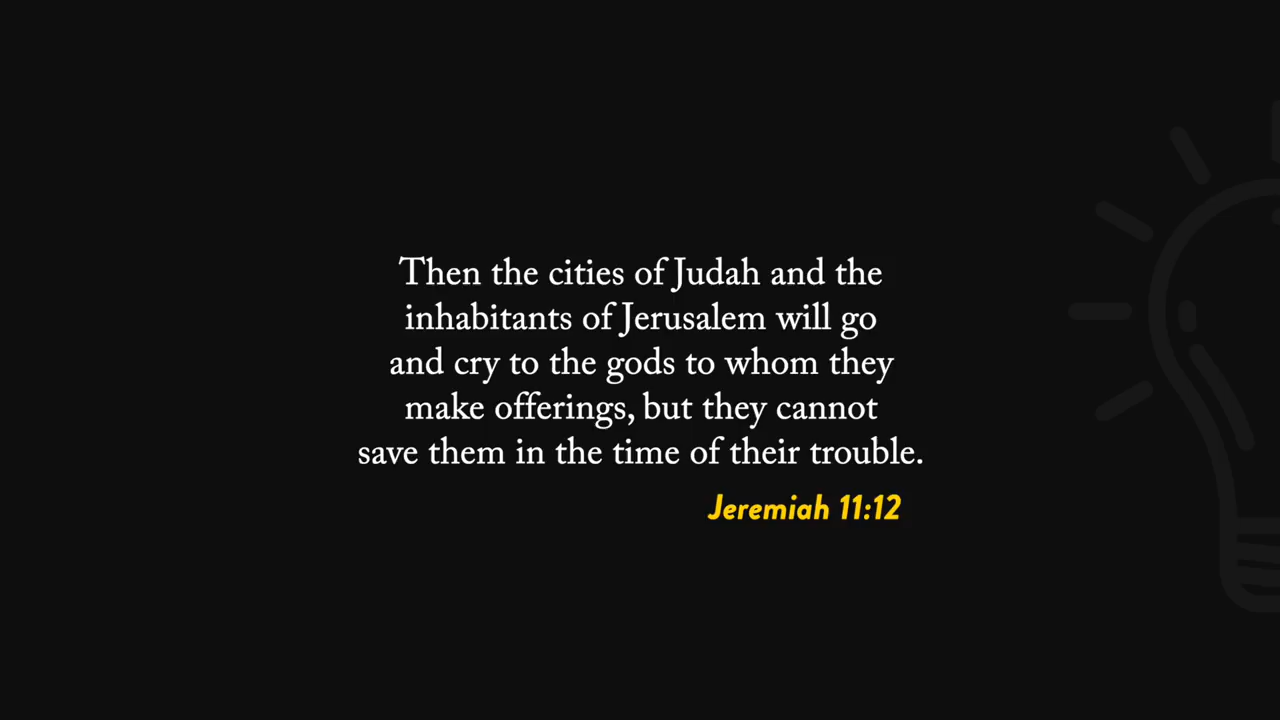 Then the cities of Judah and the
inhabitants of Jerusalem will go
and cry to the gods to whom they
make offerings, but they cannot
save them in the time of their trouble.
Jeremiah 11:12